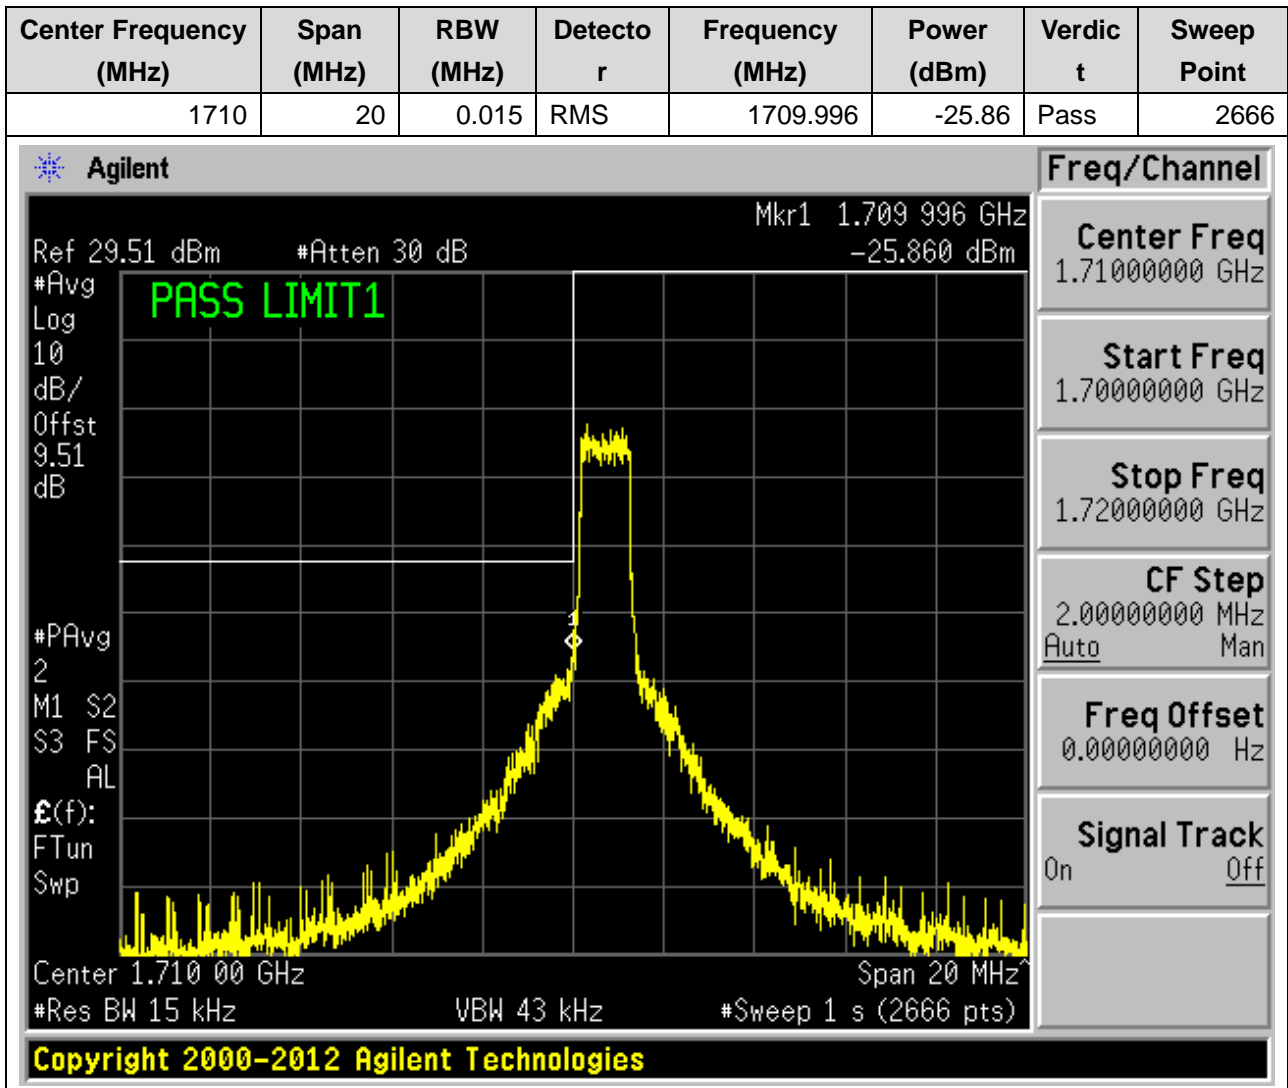 Center Frequency (MHz) Span (MHz) RBW (MHz) Detecto r Frequency (MHz) Power (dBm) Verdic t Sweep Point
1710 20 0.015 RMS 1709.996 -25.86 Pass 2666
Agilent
Freq/Channel
Mkr1 1.709 996 GHz
Ref 29.51 dBm #Atten 30 dB -25.860 dBm
#Avg
Log
10
dB/
Offst
9.51
dB
PASS LIMIT1
1
#PAvg
2
M1 S2
S3 FS
AL
£(f):
FTun
Swp
Center 1.710 00 GHz Span 20 MHz^
#Res BW 15 kHz VBW 43 kHz #Sweep 1 s (2666 pts)
Center Freq
1.71000000 GHz
Start Freq
1.70000000 GHz
Stop Freq
1.72000000 GHz
CF Step
2.00000000 MHz
Auto Man
Freq Offset
0.00000000 Hz
Signal Track
On Off
Copyright 2000-2012 Agilent Technologies